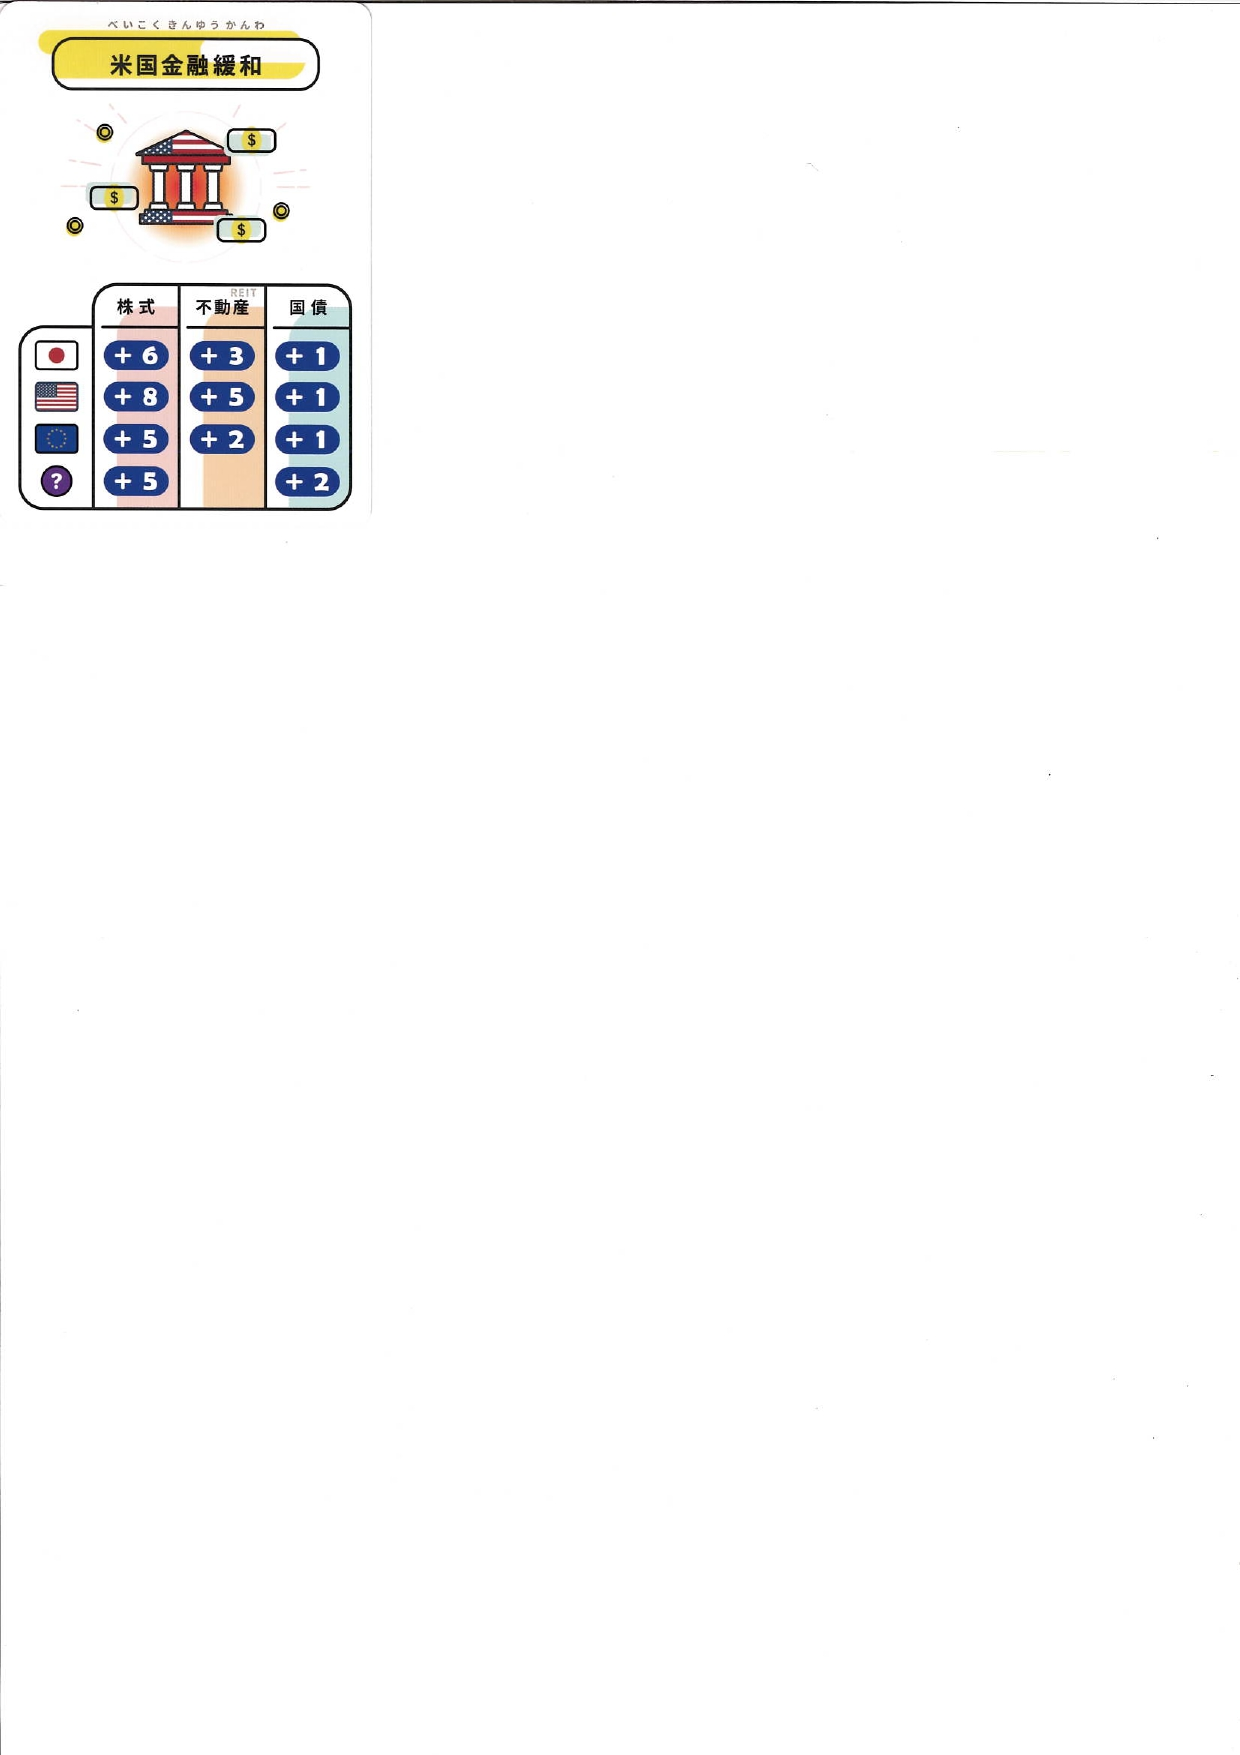 べいこくきんゆうかんわ
米国金融緩和
$
$
$
株式 不動産 REIT 国債
+6 +3 +1
+8 +5 +1
+5 +2 +1
? +5 +2